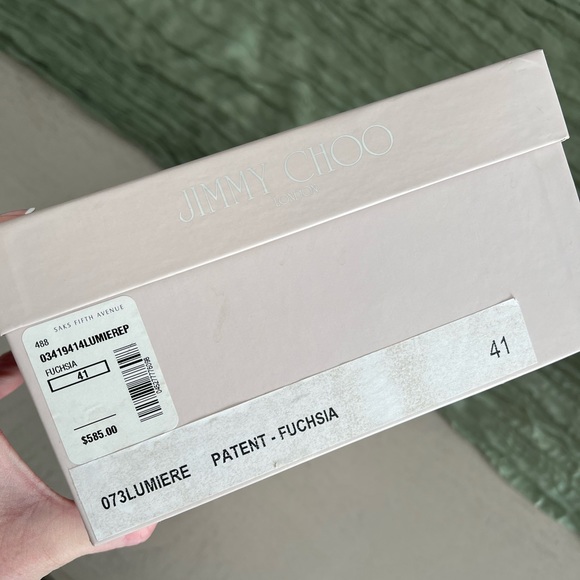 JIMMY CHOO
LONDON
SAKS FIFTH AVENUE
488
03419414LUMIEREP
FUCHSIA
41
$585.00
41
073LUMIERE PATENT - FUCHSIA